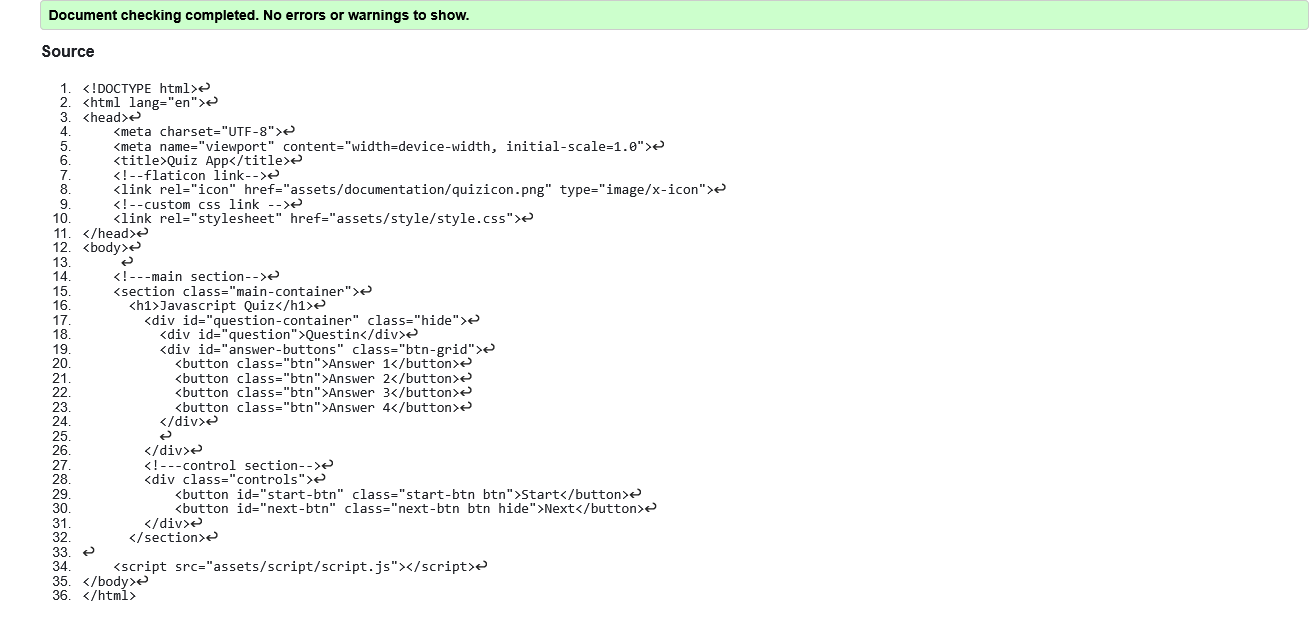 Document checking completed. No errors or warnings to show.
Source
1. <!DOCTYPE html>↩
2. <html lang="en">↩
3. <head>↩
4.     <meta charset="UTF-8">↩
5.     <meta name="viewport" content="width=device-width, initial-scale=1.0">↩
6.     <title>Quiz App</title>↩
7.     <!--flaticon link-->↩
8.     <link rel="icon" href="assets/documentation/quizicon.png" type="image/x-icon">↩
9.     <!--custom css link -->↩
10.     <link rel="stylesheet" href="assets/style/style.css">↩
11. </head>↩
12. <body>↩
13.      ↩
14.     <!---main section-->↩
15.     <section class="main-container">↩
16.       <h1>Javascript Quiz</h1>↩
17.         <div id="question-container" class="hide">↩
18.           <div id="question">Questin</div>↩
19.           <div id="answer-buttons" class="btn-grid">↩
20.             <button class="btn">Answer 1</button>↩
21.             <button class="btn">Answer 2</button>↩
22.             <button class="btn">Answer 3</button>↩
23.             <button class="btn">Answer 4</button>↩
24.           </div>↩
25.           ↩
26.         </div>↩
27.         <!---control section-->↩
28.         <div class="controls">↩
29.             <button id="start-btn" class="start-btn btn">Start</button>↩
30.             <button id="next-btn" class="next-btn btn hide">Next</button>↩
31.         </div>↩
32.       </section>↩
33. ↩
34.     <script src="assets/script/script.js"></script>↩
35. </body>↩
36. </html>